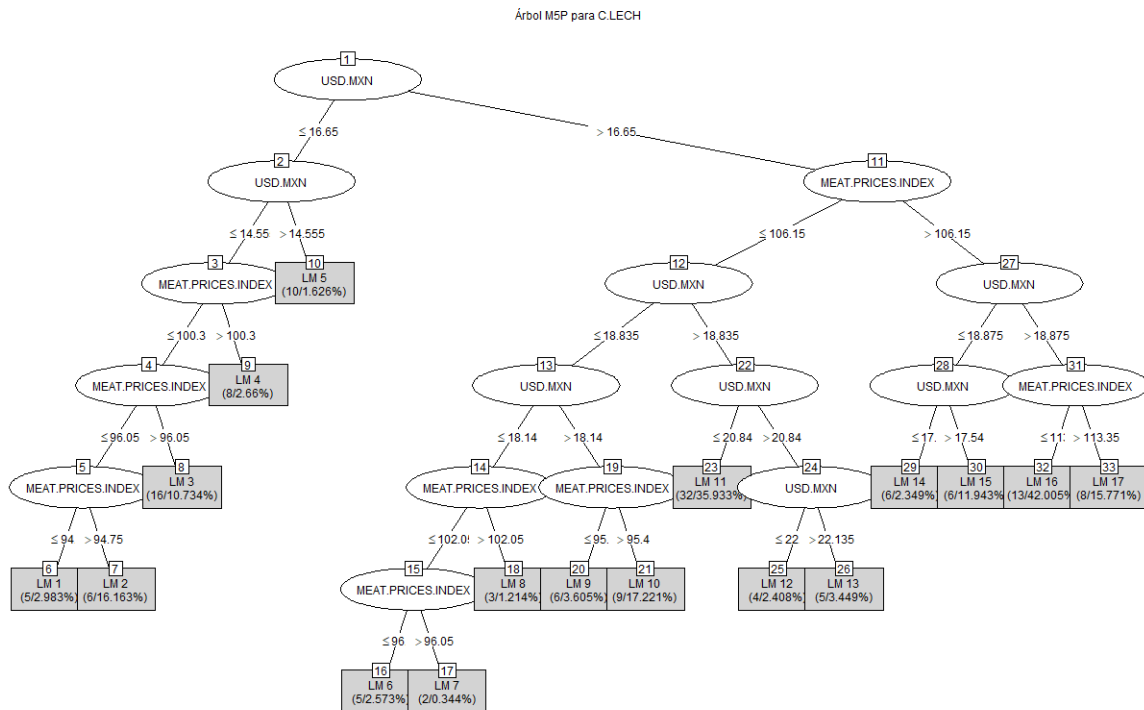 Árbol M5P para C.LECH
1
USD.MXN
≤ 16.65
> 16.65
2
USD.MXN
11
MEAT.PRICES.INDEX
≤ 14.55
> 14.555
≤ 106.15
> 106.15
3
MEAT.PRICES.INDEX
10
LM 5
(10/1.626%)
12
USD.MXN
27
USD.MXN
≤100.3
> 100.3
≤18.835
> 18.835
≤18.875
> 18.875
4
MEAT.PRICES.INDEX
9
LM 4
(8/2.66%)
13
USD.MXN
22
USD.MXN
28
USD.MXN
31
MEAT.PRICES.INDEX
≤96.05
> 96.05
≤18.14
> 18.14
≤20.84
>20.84
≤17.
> 17.54
≤11
> 113.35
5
MEAT.PRICES.INDEX
8
LM 3
(16/10.734%)
14
MEAT.PRICES.INDEX
19
MEAT.PRICES.INDEX
23
LM 11
(32/35.933%)
24
USD.MXN
29
LM 14
(6/2.349%)
30
LM 15
(6/11.943%)
32
LM 16
(13/42.005%)
33
LM 17
(8/15.771%)
≤94
> 94.75
≤102.05
> 102.05
≤95.
> 95.4
≤22
> 22.135
6
LM 1
(5/2.983%)
7
LM 2
(6/16.163%)
15
MEAT.PRICES.INDEX
18
LM 8
(3/1.214%)
20
LM 9
(6/3.605%)
21
LM 10
(9/17.221%)
25
LM 12
(4/2.408%)
26
LM 13
(5/3.449%)
≤96
> 96.05
16
LM 6
(5/2.573%)
17
LM 7
(2/0.344%)